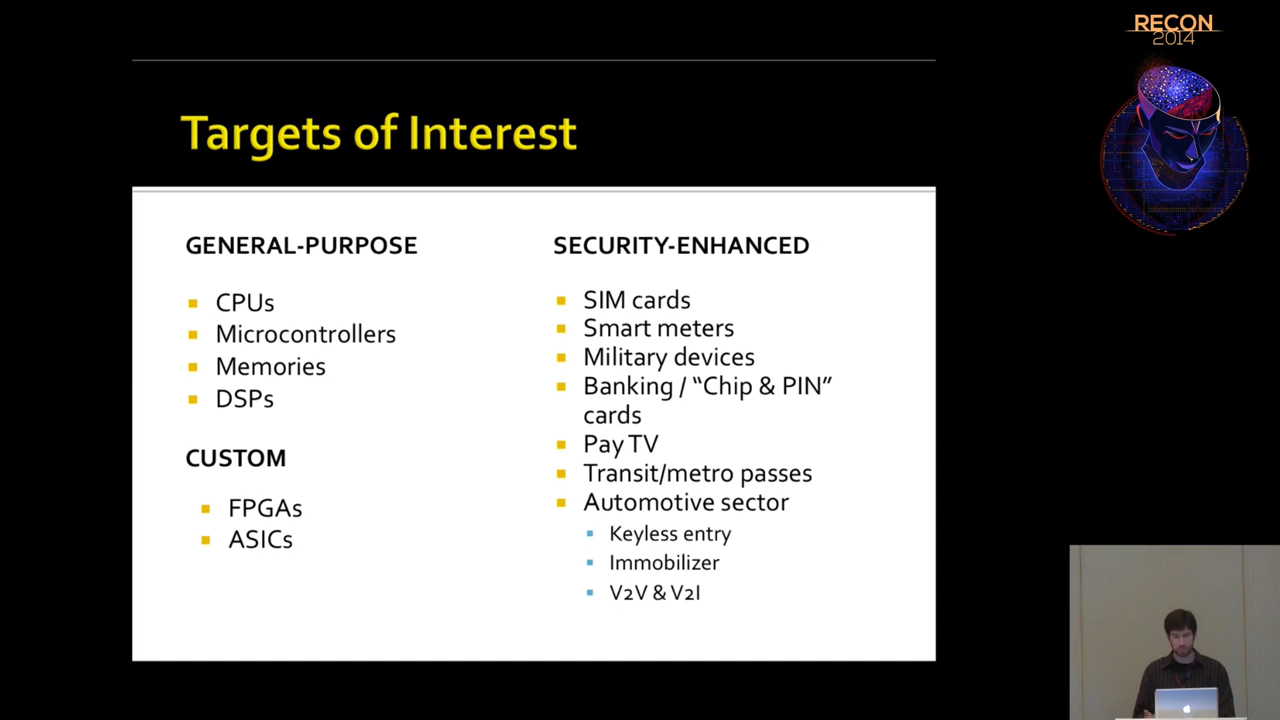 RECON
2014
Targets of Interest
GENERAL-PURPOSE
CPUs
Microcontrollers
Memories
DSPs
CUSTOM
FPGAs
ASICs
SECURITY-ENHANCED
SIM cards
Smart meters
Military devices
Banking / “Chip & PIN”
cards
Pay TV
Transit/metro passes
Automotive sector
Keyless entry
Immobilizer
V2V & V2I